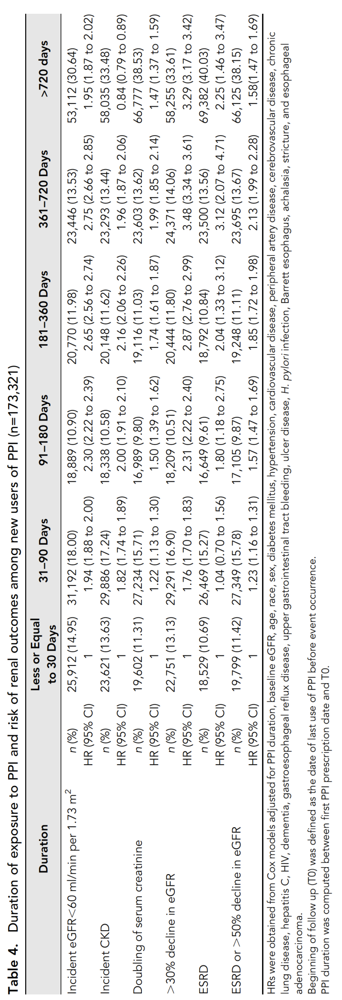 Table 4. Duration of exposure to PPI and risk of renal outcomes among new users of PPI (n=173,321)
Duration Less or Equal to 30 Days 31–90 Days 91–180 Days 181–360 Days 361–720 Days >720 days
Incident eGFR<60 ml/min per 1.73 m2 n (%) 25,912 (14.95) 31,192 (18.00) 18,889 (10.90) 20,770 (11.98) 23,446 (13.53) 53,112 (30.64)
HR (95% CI) 1 1.94 (1.88 to 2.00) 2.30 (2.22 to 2.39) 2.65 (2.56 to 2.74) 2.75 (2.66 to 2.85) 1.95 (1.87 to 2.02)
Incident CKD n (%) 23,621 (13.63) 29,886 (17.24) 18,338 (10.58) 20,148 (11.62) 23,293 (13.44) 58,035 (33.48)
HR (95% CI) 1 1.82 (1.74 to 1.89) 2.00 (1.91 to 2.10) 2.16 (2.06 to 2.26) 1.96 (1.87 to 2.06) 0.84 (0.79 to 0.89)
Doubling of serum creatinine n (%) 19,602 (11.31) 27,234 (15.71) 16,989 (9.80) 19,116 (11.03) 23,603 (13.62) 66,777 (38.53)
HR (95% CI) 1 1.22 (1.13 to 1.30) 1.50 (1.39 to 1.62) 1.74 (1.61 to 1.87) 1.99 (1.85 to 2.14) 1.47 (1.37 to 1.59)
>30% decline in eGFR n (%) 22,751 (13.13) 29,291 (16.90) 18,209 (10.51) 20,444 (11.80) 24,371 (14.06) 58,255 (33.61)
HR (95% CI) 1 1.76 (1.70 to 1.83) 2.31 (2.22 to 2.40) 2.87 (2.76 to 2.99) 3.48 (3.34 to 3.61) 3.29 (3.17 to 3.42)
ESRD n (%) 18,529 (10.69) 26,469 (15.27) 16,649 (9.61) 18,792 (10.84) 23,500 (13.56) 69,382 (40.03)
HR (95% CI) 1 1.04 (0.70 to 1.56) 1.80 (1.18 to 2.75) 2.04 (1.33 to 3.12) 3.12 (2.07 to 4.71) 2.25 (1.46 to 3.47)
ESRD or >50% decline in eGFR n (%) 19,799 (11.42) 27,349 (15.78) 17,105 (9.87) 19,248 (11.11) 23,695 (13.67) 66,125 (38.15)
HR (95% CI) 1 1.23 (1.16 to 1.31) 1.57 (1.47 to 1.69) 1.85 (1.72 to 1.98) 2.13 (1.99 to 2.28) 1.58(1.47 to 1.69)
HRs were obtained from Cox models adjusted for PPI duration, baseline eGFR, age, race, sex, diabetes mellitus, hypertension, cardiovascular disease, peripheral artery disease, cerebrovascular disease, chronic
lung disease, hepatitis C, HIV, dementia, gastroesophageal reflux disease, upper gastrointestinal tract bleeding, ulcer disease, H. pylori infection, Barrett esophagus, achalasia, stricture, and esophageal
adenocarcinoma.
Beginning of follow up (T0) was defined as the date of last use of PPI before event occurrence.
PPI duration was computed between first PPI prescription date and T0.